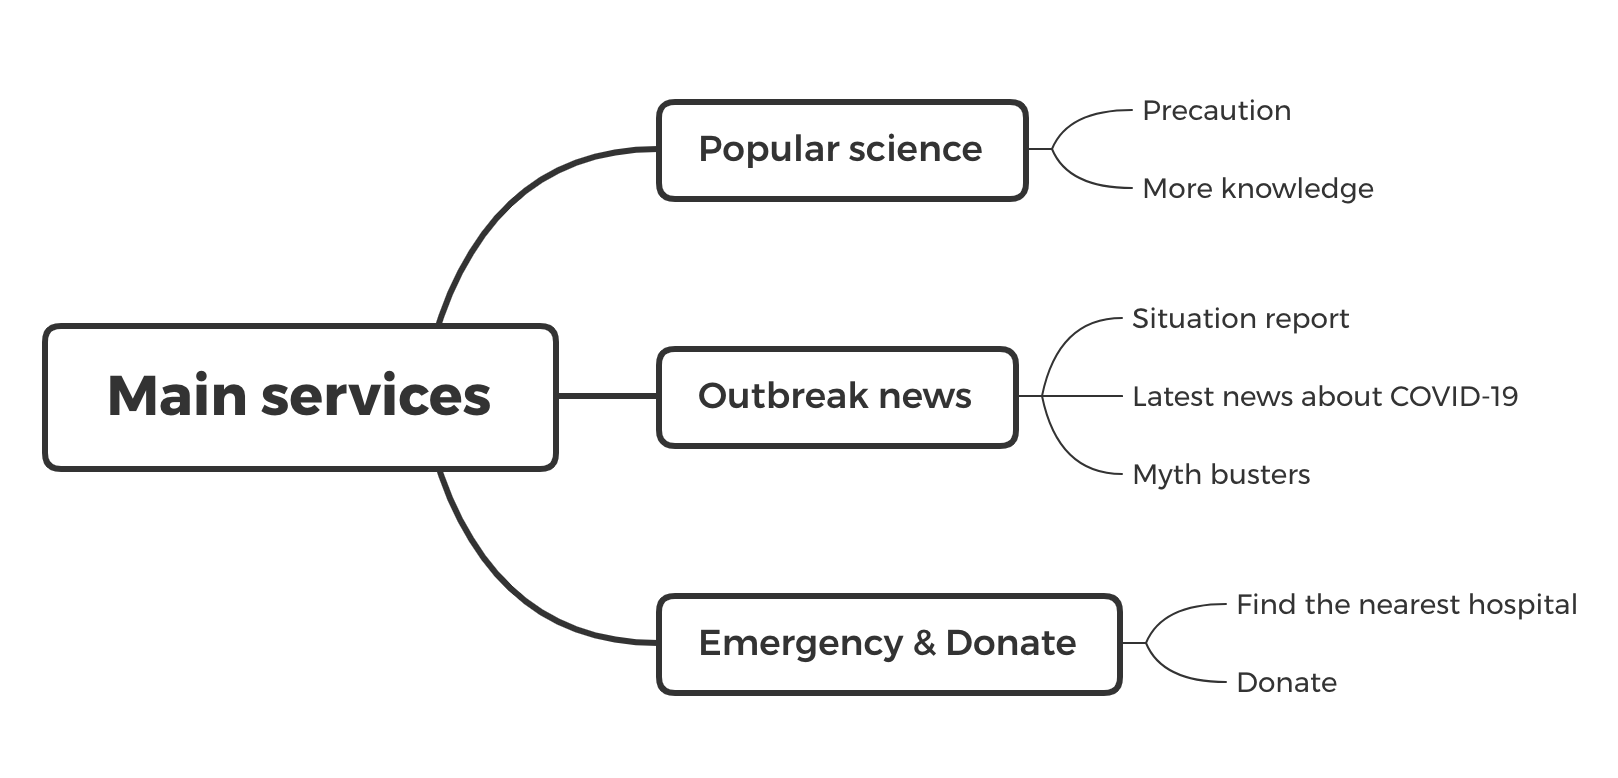 Main services
Popular science
Precaution
More knowledge
Outbreak news
Situation report
Latest news about COVID-19
Myth busters
Emergency & Donate
Find the nearest hospital
Donate